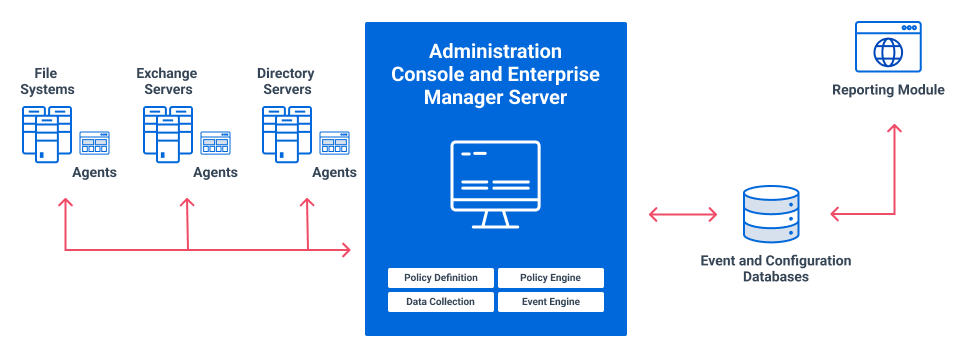 File
Systems
Agents
Exchange
Servers
Agents
Directory
Servers
Agents
Administration
Console and Enterprise
Manager Server
Policy Definition
Policy Engine
Data Collection
Event Engine
Event and Configuration
Databases
Reporting Module